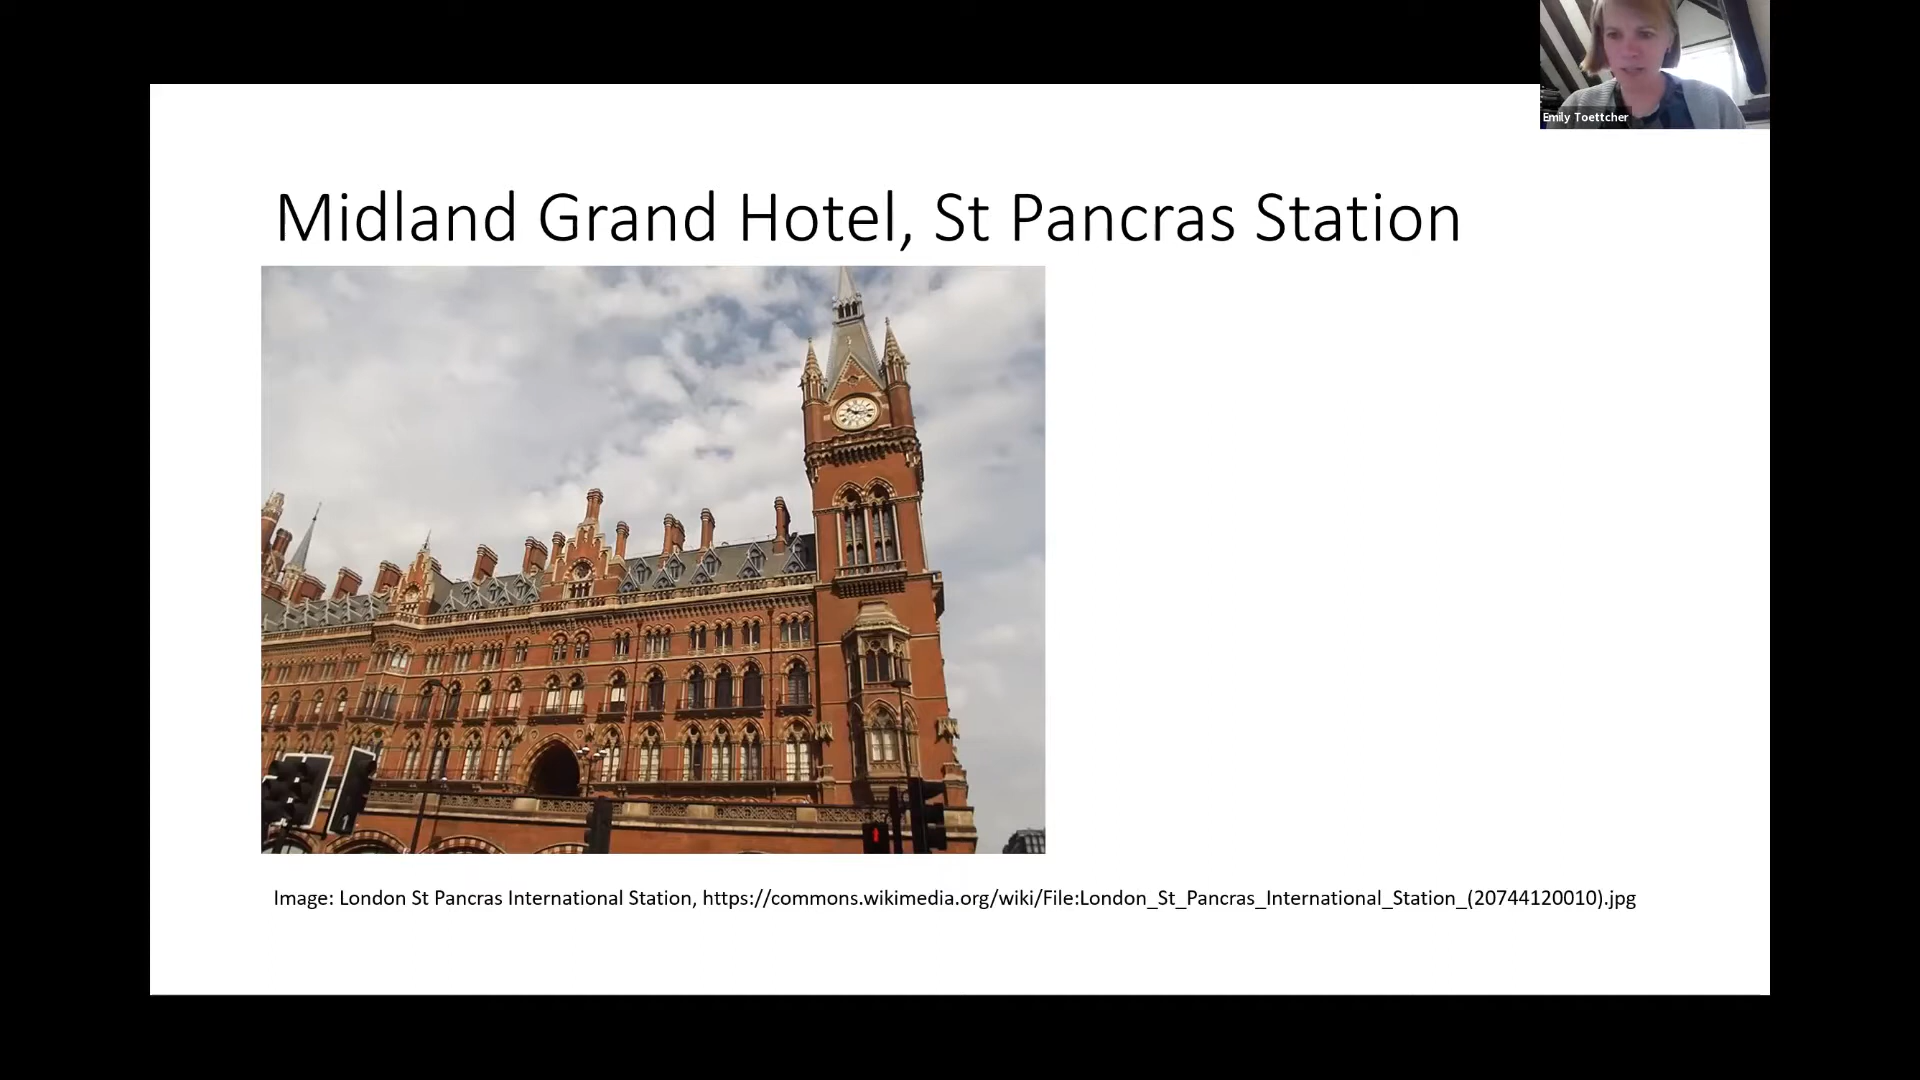 Emily Toettcher
Midland Grand Hotel, St Pancras Station
Image: London St Pancras International Station, https://commons.wikimedia.org/wiki/File:London_St_Pancras_International_Station_(20744120010).jpg